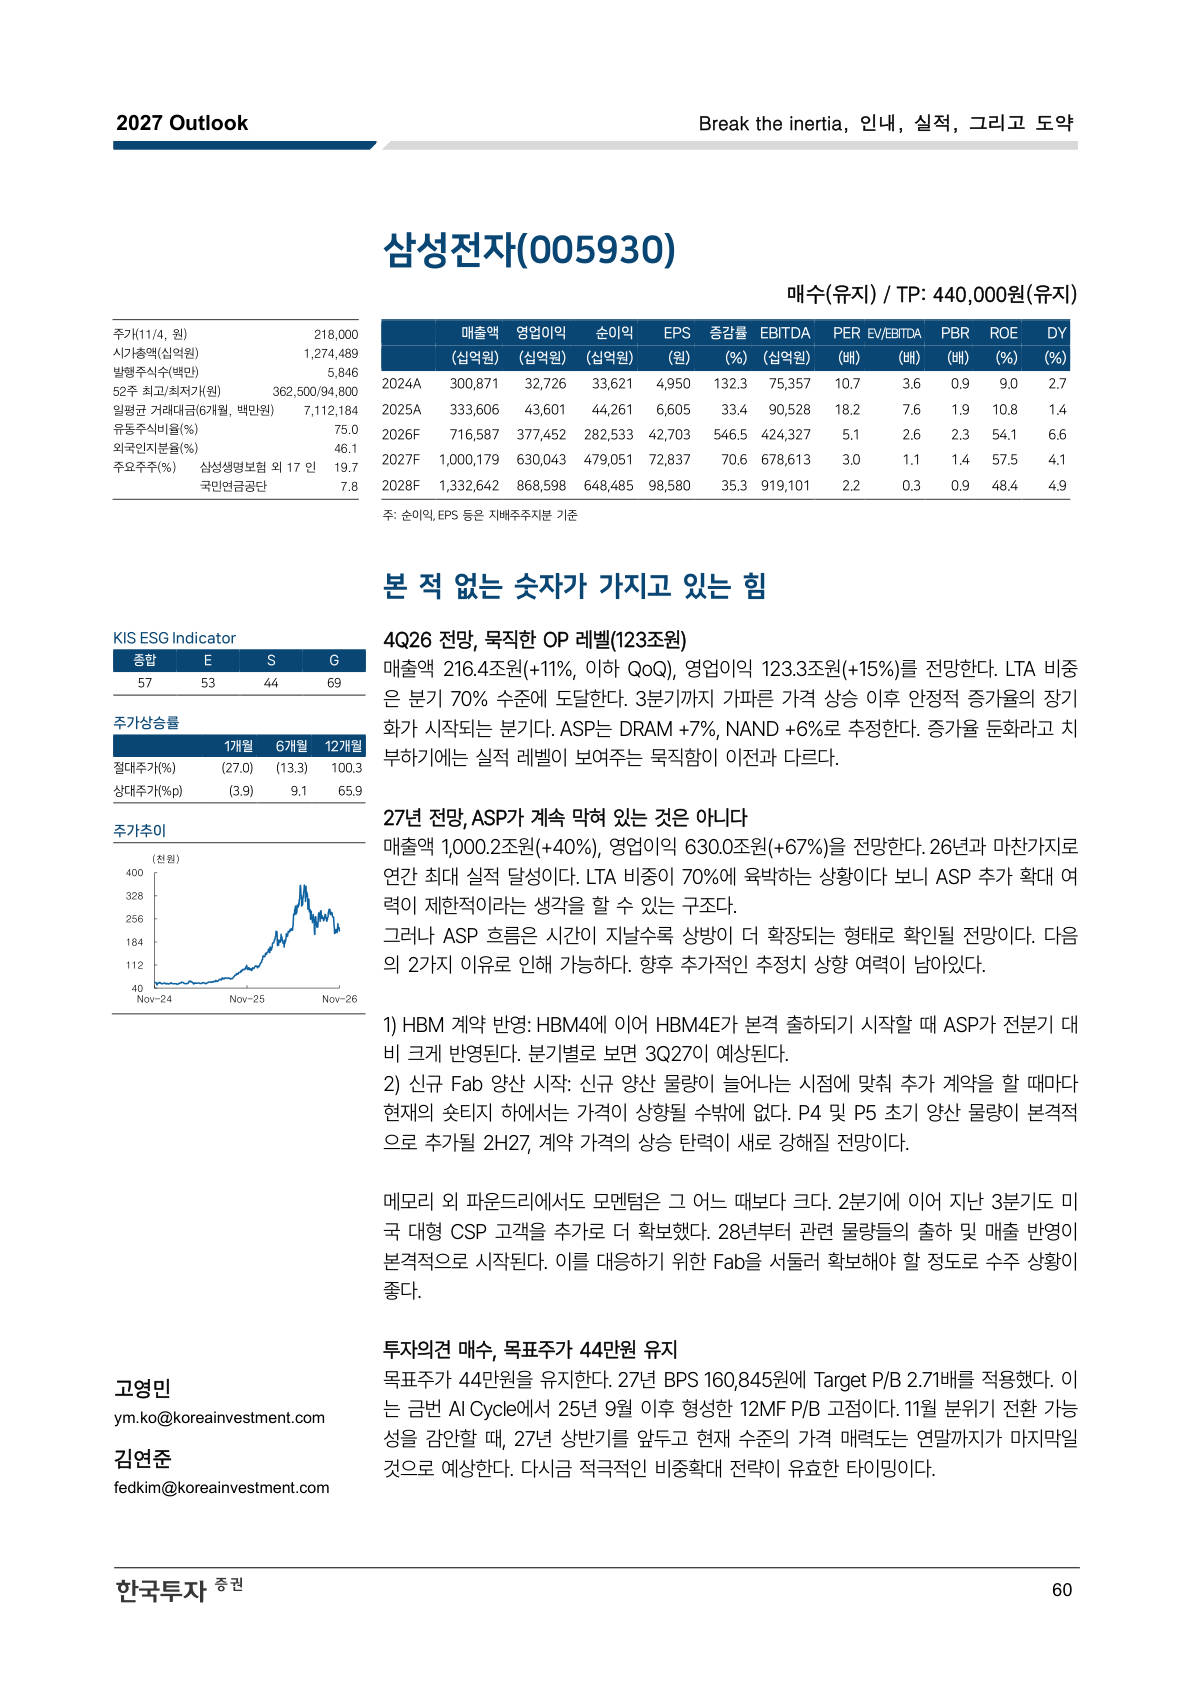 2027 Outlook
Break the inertia, 인내, 실적, 그리고 도약
삼성전자(005930)
매수(유지) / TP: 440,000원(유지)
주가(11/4, 원) 218,000
시가총액(십억원) 1,274,489
발행주식수(백만) 5,846
52주 최고/최저가(원) 362,500/94,800
일평균 거래대금(6개월, 백만원) 7,112,184
유동주식비율(%) 75.0
외국인지분율(%) 46.1
주요주주(%) 삼성생명보험 외 17 인 19.7
국민연금공단 7.8
매출액 영업이익 순이익 EPS 증감률 EBITDA PER EV/EBITDA PBR ROE DY
(십억원) (십억원) (십억원) (원) (%) (십억원) (배) (배) (배) (%) (%)
2024A 300,871 32,726 33,621 4,950 132.3 75,357 10.7 3.6 0.9 9.0 2.7
2025A 333,606 43,601 44,261 6,605 33.4 90,528 18.2 7.6 1.9 10.8 1.4
2026F 716,587 377,452 282,533 42,703 546.5 424,327 5.1 2.6 2.3 54.1 6.6
2027F 1,000,179 630,043 479,051 72,837 70.6 678,613 3.0 1.1 1.4 57.5 4.1
2028F 1,332,642 868,598 648,485 98,580 35.3 919,101 2.2 0.3 0.9 48.4 4.9
주: 순이익, EPS 등은 지배주주지분 기준
본 적 없는 숫자가 가지고 있는 힘
KIS ESG Indicator
종합 E S G
57 53 44 69
주가상승률
1개월 6개월 12개월
절대주가(%) (27.0) (13.3) 100.3
상대주가(%p) (3.9) 9.1 65.9
주가추이
(천원)
400
328
256
184
112
40
Nov-24 Nov-25 Nov-26
4Q26 전망, 묵직한 OP 레벨(123조원)
매출액 216.4조원(+11%, 이하 QoQ), 영업이익 123.3조원(+15%)를 전망한다. LTA 비중
은 분기 70% 수준에 도달한다. 3분기까지 가파른 가격 상승 이후 안정적 증가율의 장기
화가 시작되는 분기다. ASP는 DRAM +7%, NAND +6%로 추정한다. 증가율 둔화라고 치
부하기에는 실적 레벨이 보여주는 묵직함이 이전과 다르다.
27년 전망, ASP가 계속 막혀 있는 것은 아니다
매출액 1,000.2조원(+40%), 영업이익 630.0조원(+67%)을 전망한다. 26년과 마찬가지로
연간 최대 실적 달성이다. LTA 비중이 70%에 육박하는 상황이다 보니 ASP 추가 확대 여
력이 제한적이라는 생각을 할 수 있는 구조다.
그러나 ASP 흐름은 시간이 지날수록 상방이 더 확장되는 형태로 확인될 전망이다. 다음
의 2가지 이유로 인해 가능하다. 향후 추가적인 추정치 상향 여력이 남아있다.
1) HBM 계약 반영: HBM4에 이어 HBM4E가 본격 출하되기 시작할 때 ASP가 전분기 대
비 크게 반영된다. 분기별로 보면 3Q27이 예상된다.
2) 신규 Fab 양산 시작: 신규 양산 물량이 늘어나는 시점에 맞춰 추가 계약을 할 때마다
현재의 숏티지 하에서는 가격이 상향될 수밖에 없다. P4 및 P5 초기 양산 물량이 본격적
으로 추가될 2H27, 계약 가격의 상승 탄력이 새로 강해질 전망이다.
메모리 외 파운드리에서도 모멘텀은 그 어느 때보다 크다. 2분기에 이어 지난 3분기도 미
국 대형 CSP 고객을 추가로 더 확보했다. 28년부터 관련 물량들의 출하 및 매출 반영이
본격적으로 시작된다. 이를 대응하기 위한 Fab을 서둘러 확보해야 할 정도로 수주 상황이
좋다.
투자의견 매수, 목표주가 44만원 유지
목표주가 44만원을 유지한다. 27년 BPS 160,845원에 Target P/B 2.71배를 적용했다. 이
는 금번 AI Cycle에서 25년 9월 이후 형성한 12MF P/B 고점이다. 11월 분위기 전환 가능
성을 감안할 때, 27년 상반기를 앞두고 현재 수준의 가격 매력도는 연말까지가 마지막일
것으로 예상한다. 다시금 적극적인 비중확대 전략이 유효한 타이밍이다.
고영민
ym.ko@koreainvestment.com
김연준
fedkim@koreainvestment.com
한국투자 증권
60